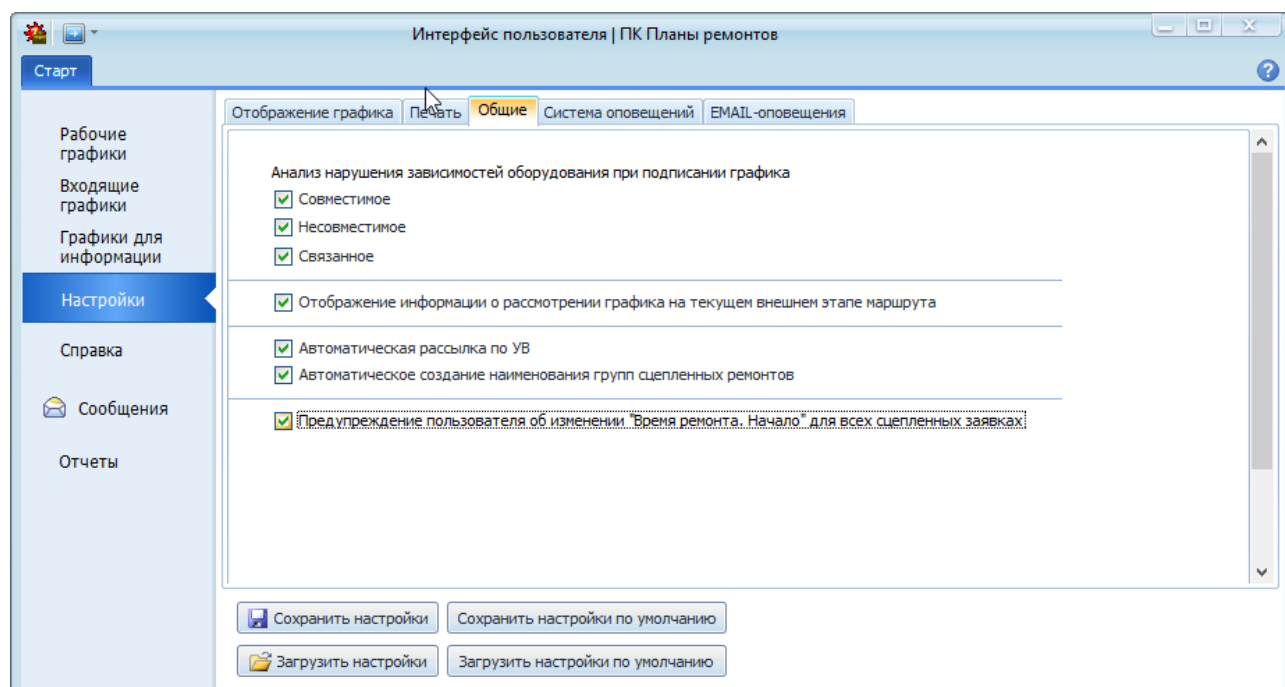 Интерфейс пользователя | ПК Планы ремонтов
Старт
Рабочие
графики
Входящие
графики
Графики для
информации
Настройки
Справка
Сообщения
Отчеты
Отображение графика Печать Общие Система оповещений EMAIL-оповещения
Анализ нарушения зависимостей оборудования при подписании графика
Совместимое
Несовместимое
Связанное
Отображение информации о рассмотрении графика на текущем внешнем этапе маршрута
Автоматическая рассылка по УВ
Автоматическое создание наименования групп сцепленных ремонтов
Предупреждение пользователя об изменении "Время ремонта. Начало" для всех сцепленных заявках
Сохранить настройки Сохранить настройки по умолчанию
Загрузить настройки Загрузить настройки по умолчанию